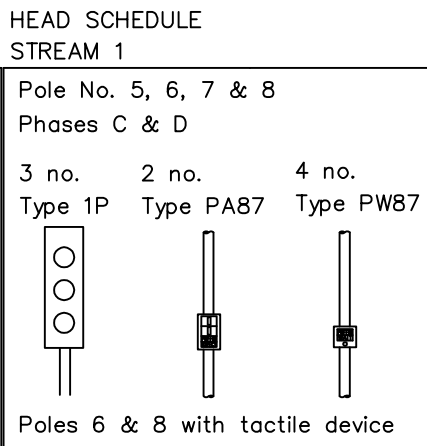 HEAD SCHEDULE
STREAM 1
Pole No. 5, 6, 7 & 8
Phases C & D
3 no. 2 no. 4 no.
Type 1P Type PA87 Type PW87
Poles 6 & 8 with tactile device